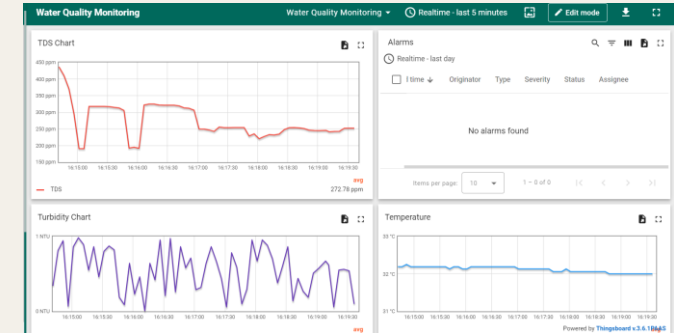 Water Quality Monitoring
Water Quality Monitoring
Realtime - last 5 minutes
Edit mode
TDS Chart
450 ppm
400 ppm
350 ppm
300 ppm
250 ppm
200 ppm
150 ppm
16:15:00 16:15:30 16:16:00 16:16:30 16:17:00 16:17:30 16:18:00 16:18:30 16:19:00 16:19:30
avg
TDS 272.78 ppm
Alarms
Realtime - last day
l time Originator Type Severity Status Assignee
No alarms found
Items per page: 10 1 – 0 of 0
Turbidity Chart
1 NTU
0 NTU
16:15:00 16:15:30 16:16:00 16:16:30 16:17:00 16:17:30 16:18:00 16:18:30 16:19:00 16:19:30
avg
Temperature
33 °C
32 °C
31 °C
16:15:00 16:15:30 16:16:00 16:16:30 16:17:00 16:17:30 16:18:00 16:18:30 16:19:00 16:19:30
Powered by Thingsboard